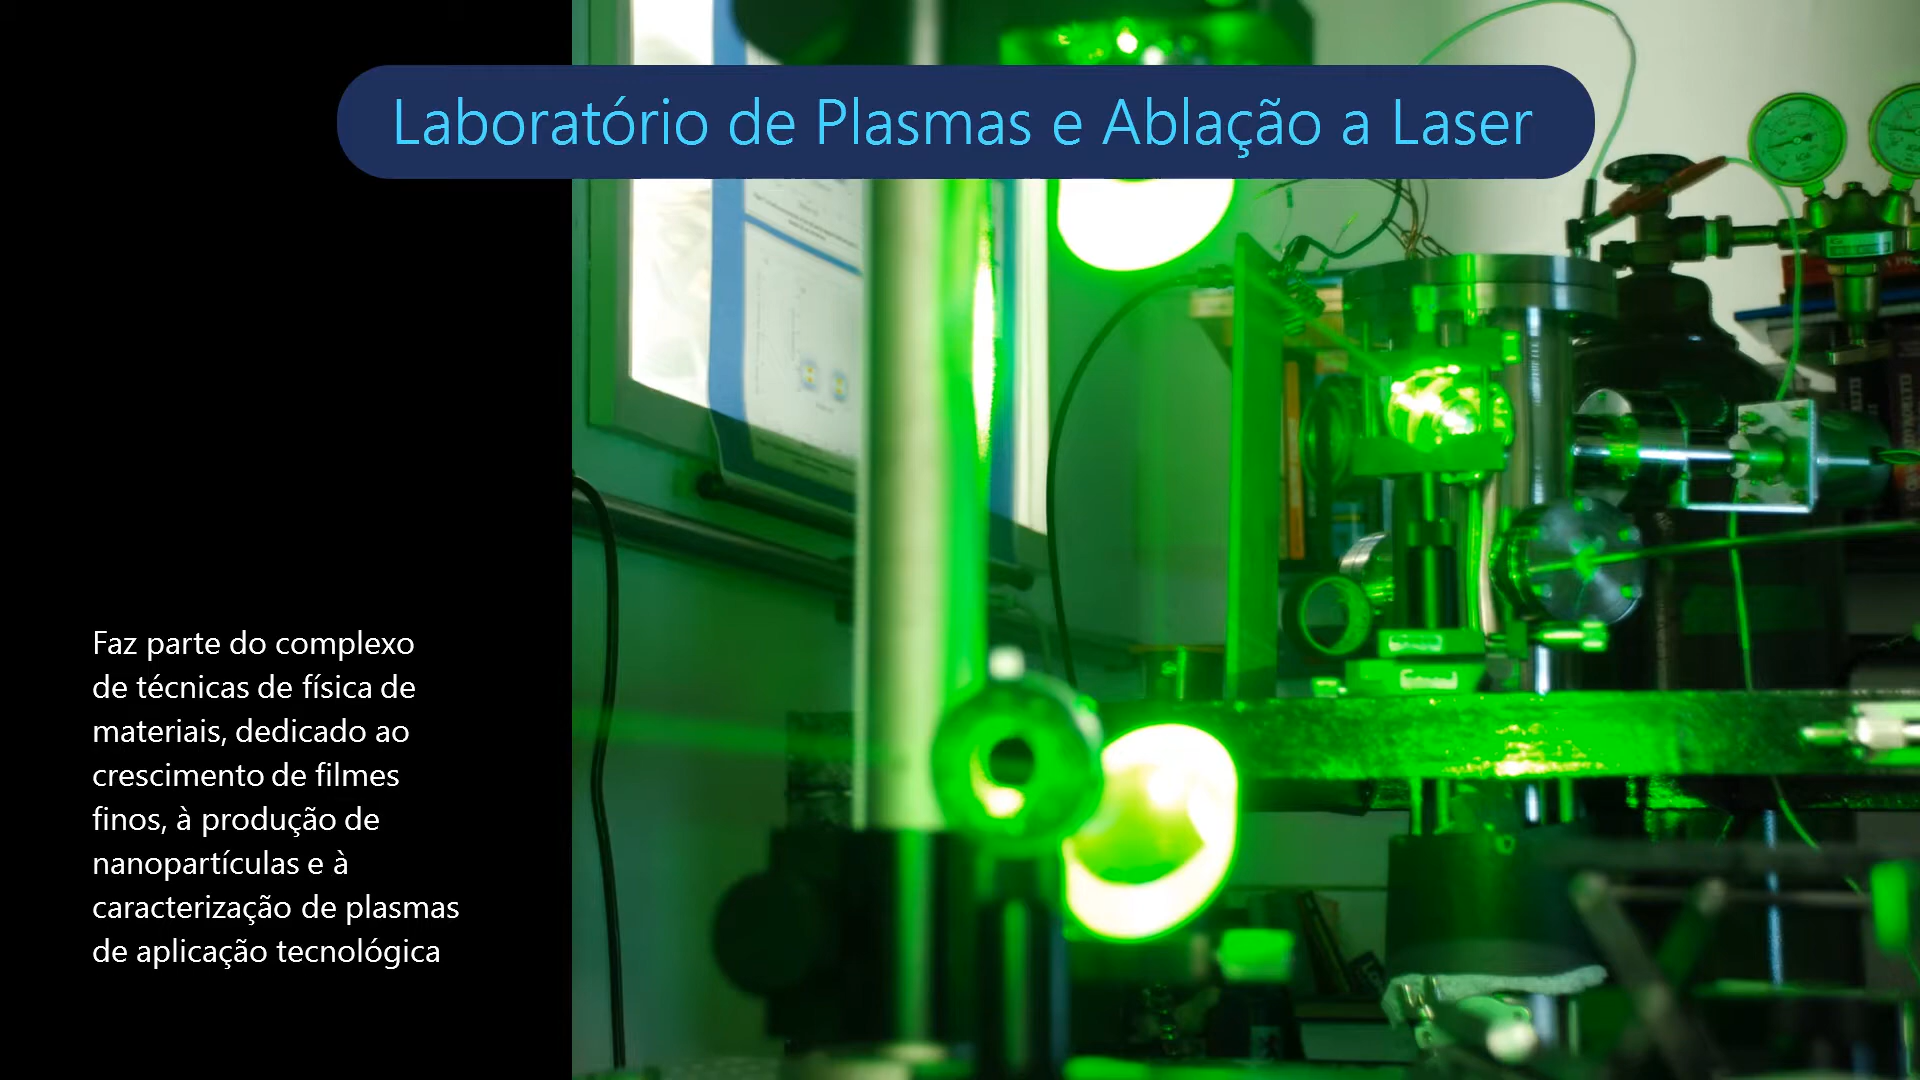 Laboratório de Plasmas e Ablação a Laser
Faz parte do complexo
de técnicas de física de
materiais, dedicado ao
crescimento de filmes
finos, à produção de
nanopartículas e à
caracterização de plasmas
de aplicação tecnológica